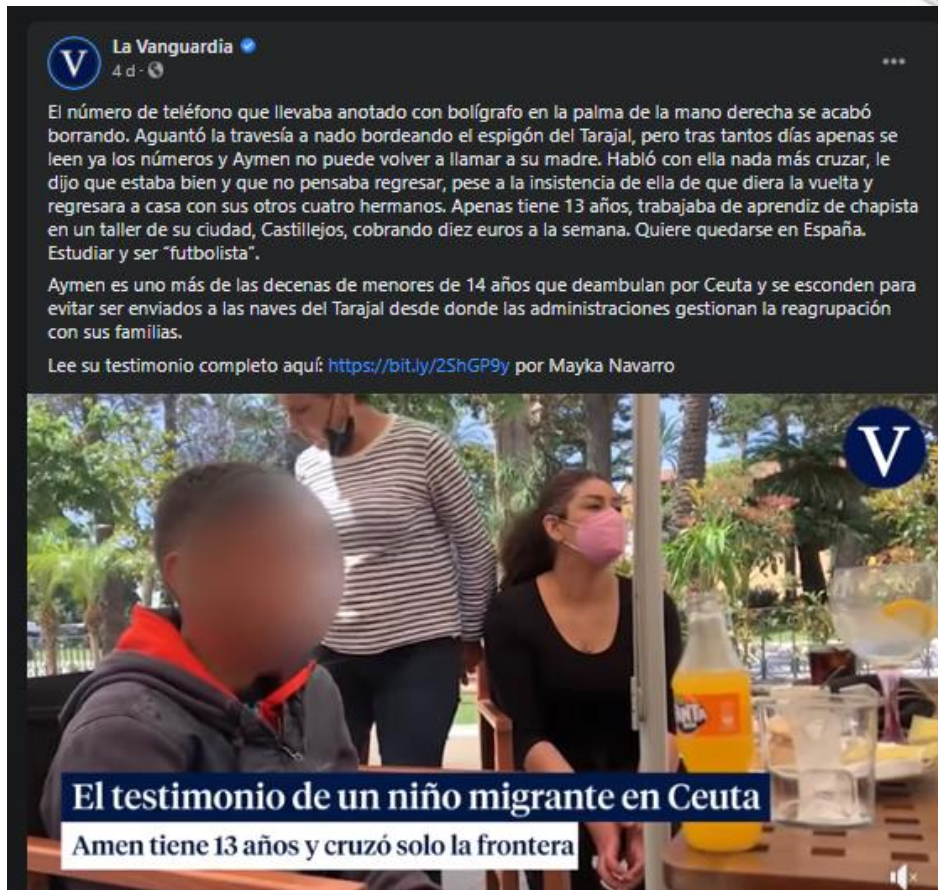 La Vanguardia
4 d ·
El número de teléfono que llevaba anotado con bolígrafo en la palma de la mano derecha se acabó
borrando. Aguantó la travesía a nado bordeando el espigón del Tarajal, pero tras tantos días apenas se
leen ya los números y Aymen no puede volver a llamar a su madre. Habló con ella nada más cruzar, le
dijo que estaba bien y que no pensaba regresar, pese a la insistencia de ella de que diera la vuelta y
regresara a casa con sus otros cuatro hermanos. Apenas tiene 13 años, trabajaba de aprendiz de chapista
en un taller de su ciudad, Castillejos, cobrando diez euros a la semana. Quiere quedarse en España.
Estudiar y ser “futbolista”.
Aymen es uno más de las decenas de menores de 14 años que deambulan por Ceuta y se esconden para
evitar ser enviados a las naves del Tarajal desde donde las administraciones gestionan la reagrupación
con sus familias.
Lee su testimonio completo aquí: https://bit.ly/2ShGP9y por Mayka Navarro
V
V
FANTA
El testimonio de un niño migrante en Ceuta
Amen tiene 13 años y cruzó solo la frontera